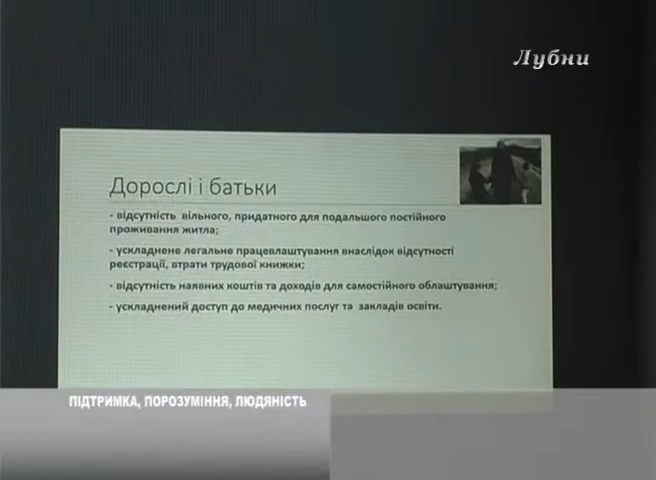 Лубни
Дорослі і батьки
- відсутність вільного, придатного для подальшого постійного
проживання житла;
- ускладнене легальне працевлаштування внаслідок відсутності
реєстрації, втрати трудової книжки;
- відсутність наявних коштів та доходів для самостійного облаштування;
- ускладнений доступ до медичних послуг та закладів освіти.
ПІДТРИМКА, ПОРОЗУМІННЯ, ЛЮДЯНІСТЬ